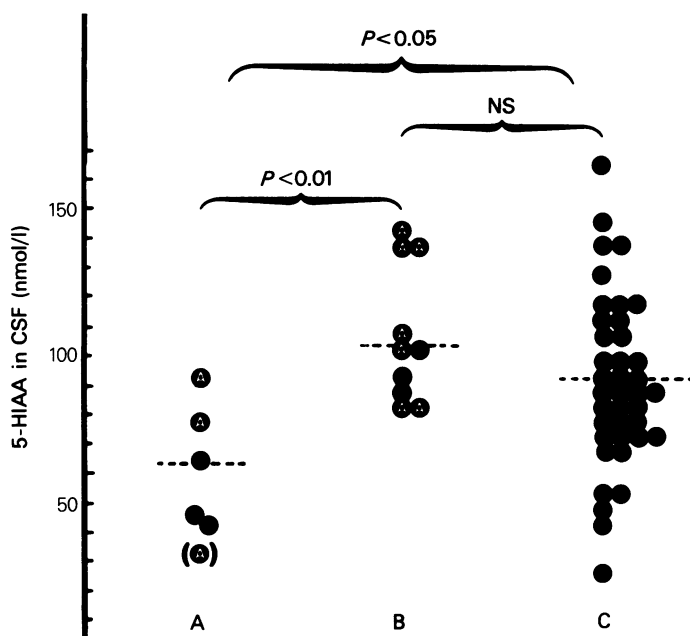 P<0.05
NS
P<0.01
150
100
50
5-HIAA in CSF (nmol/l)
A
A A A
A
A A
A
A
A A
(A)
A B C